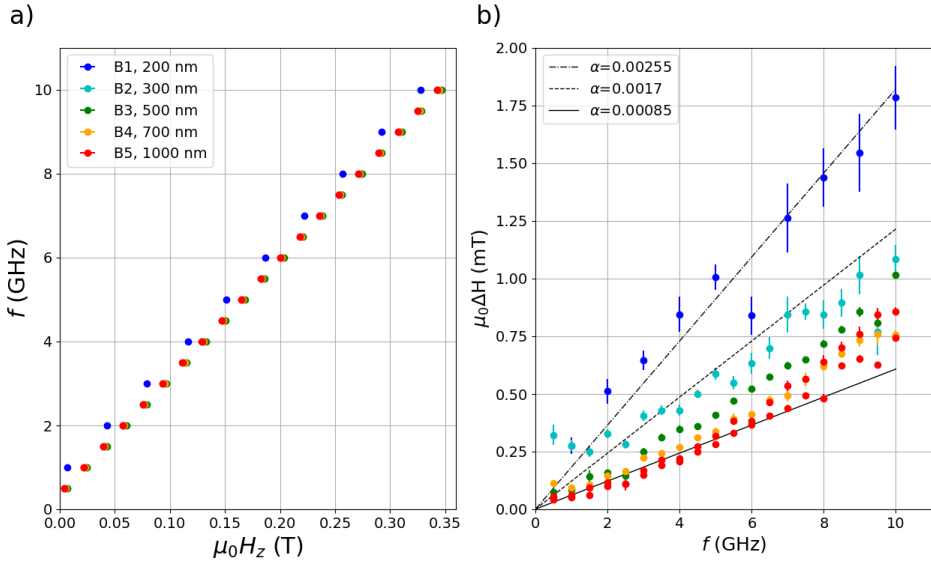 a)
f (GHz)
10
8
6
4
2
0
B1, 200 nm
B2, 300 nm
B3, 500 nm
B4, 700 nm
B5, 1000 nm
0.00 0.05 0.10 0.15 0.20 0.25 0.30 0.35
μ₀H_z (T)
b)
μ₀ΔH (mT)
2.00
1.75
1.50
1.25
1.00
0.75
0.50
0.25
0.00
α=0.00255
α=0.0017
α=0.00085
0 2 4 6 8 10
f (GHz)